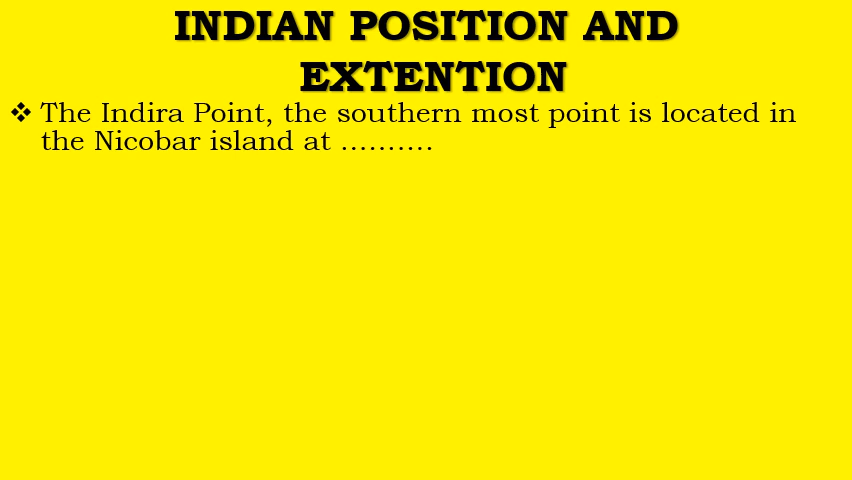 INDIAN POSITION AND
EXTENTION
❖ The Indira Point, the southern most point is located in
the Nicobar island at ..........